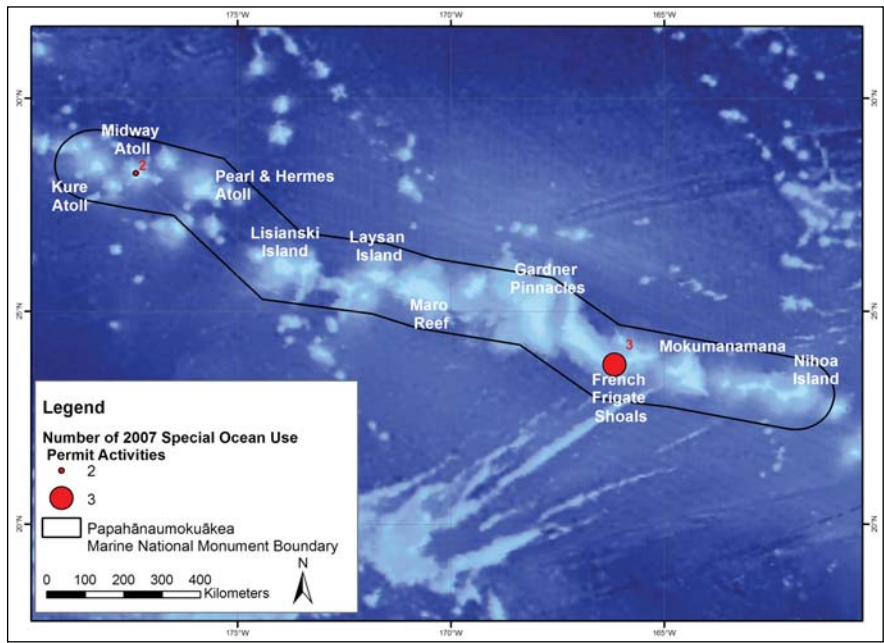 175°W 170°W 165°W
30°N 30°N
Midway
Atoll
2
Kure
Atoll
Pearl & Hermes
Atoll
Lisianski
Island
Laysan
Island
Gardner
Pinnacles
25°N 25°N
Maro
Reef
3
Mokumanamana
Nihoa
Island
French
Frigate
Shoals
Legend
Number of 2007 Special Ocean Use
Permit Activities
2
3
Papahānaumokuākea
Marine National Monument Boundary
N
0 100 200 300 400
Kilometers
20°N 20°N
175°W 170°W 165°W